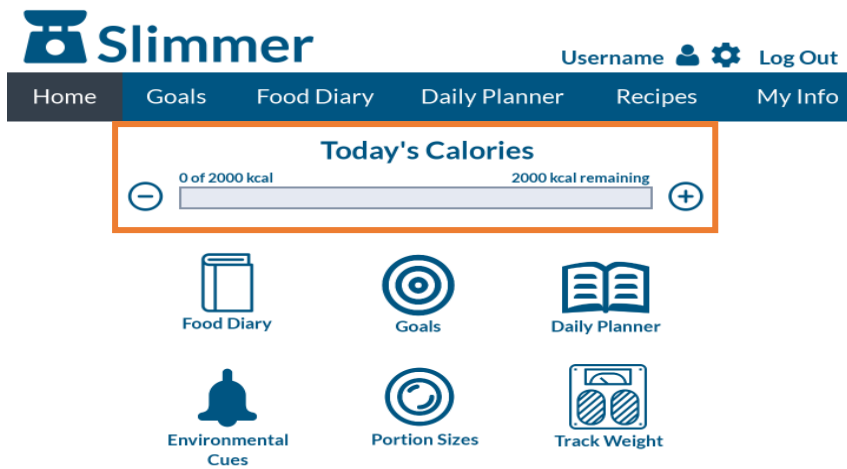 Slimmer
Username Log Out
Home Goals Food Diary Daily Planner Recipes My Info
Today's Calories
0 of 2000 kcal 2000 kcal remaining
Food Diary Goals Daily Planner
Environmental Cues Portion Sizes Track Weight